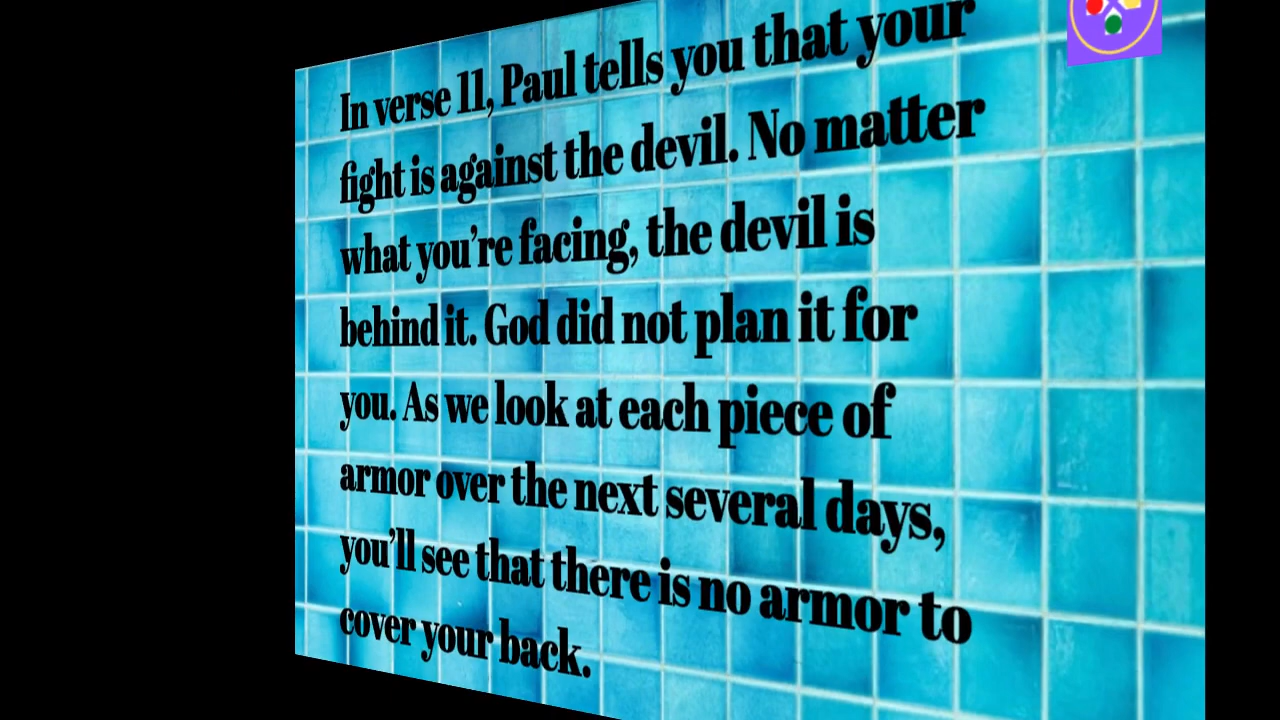 In verse 11, Paul tells you that your
fight is against the devil. No matter
what you're facing, the devil is
behind it. God did not plan it for
you. As we look at each piece of
armor over the next several days,
you'll see that there is no armor to
cover your back.